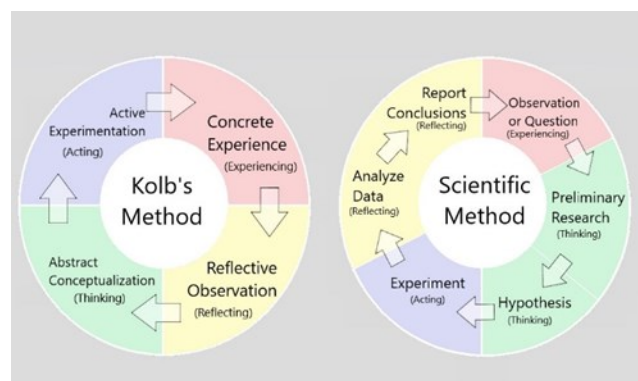 Kolb's
Method
Concrete
Experience
(Experiencing)
Reflective
Observation
(Reflecting)
Abstract
Conceptualization
(Thinking)
Active
Experimentation
(Acting)
Scientific
Method
Observation
or Question
(Experiencing)
Preliminary
Research
(Thinking)
Hypothesis
(Thinking)
Experiment
(Acting)
Analyze
Data
(Reflecting)
Report
Conclusions
(Reflecting)